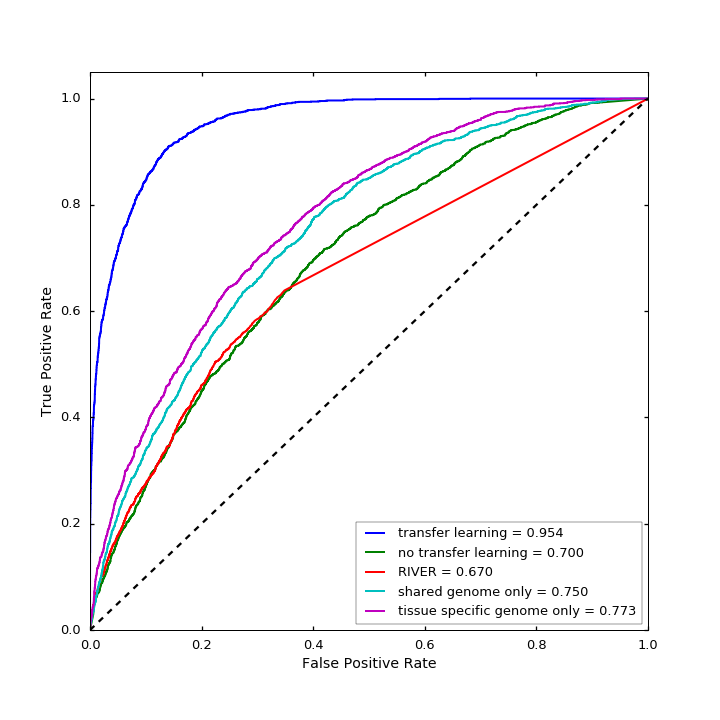 1.0
0.8
0.6
0.4
0.2
0.0
True Positive Rate
transfer learning = 0.954
no transfer learning = 0.700
RIVER = 0.670
shared genome only = 0.750
tissue specific genome only = 0.773
0.0 0.2 0.4 0.6 0.8 1.0
False Positive Rate